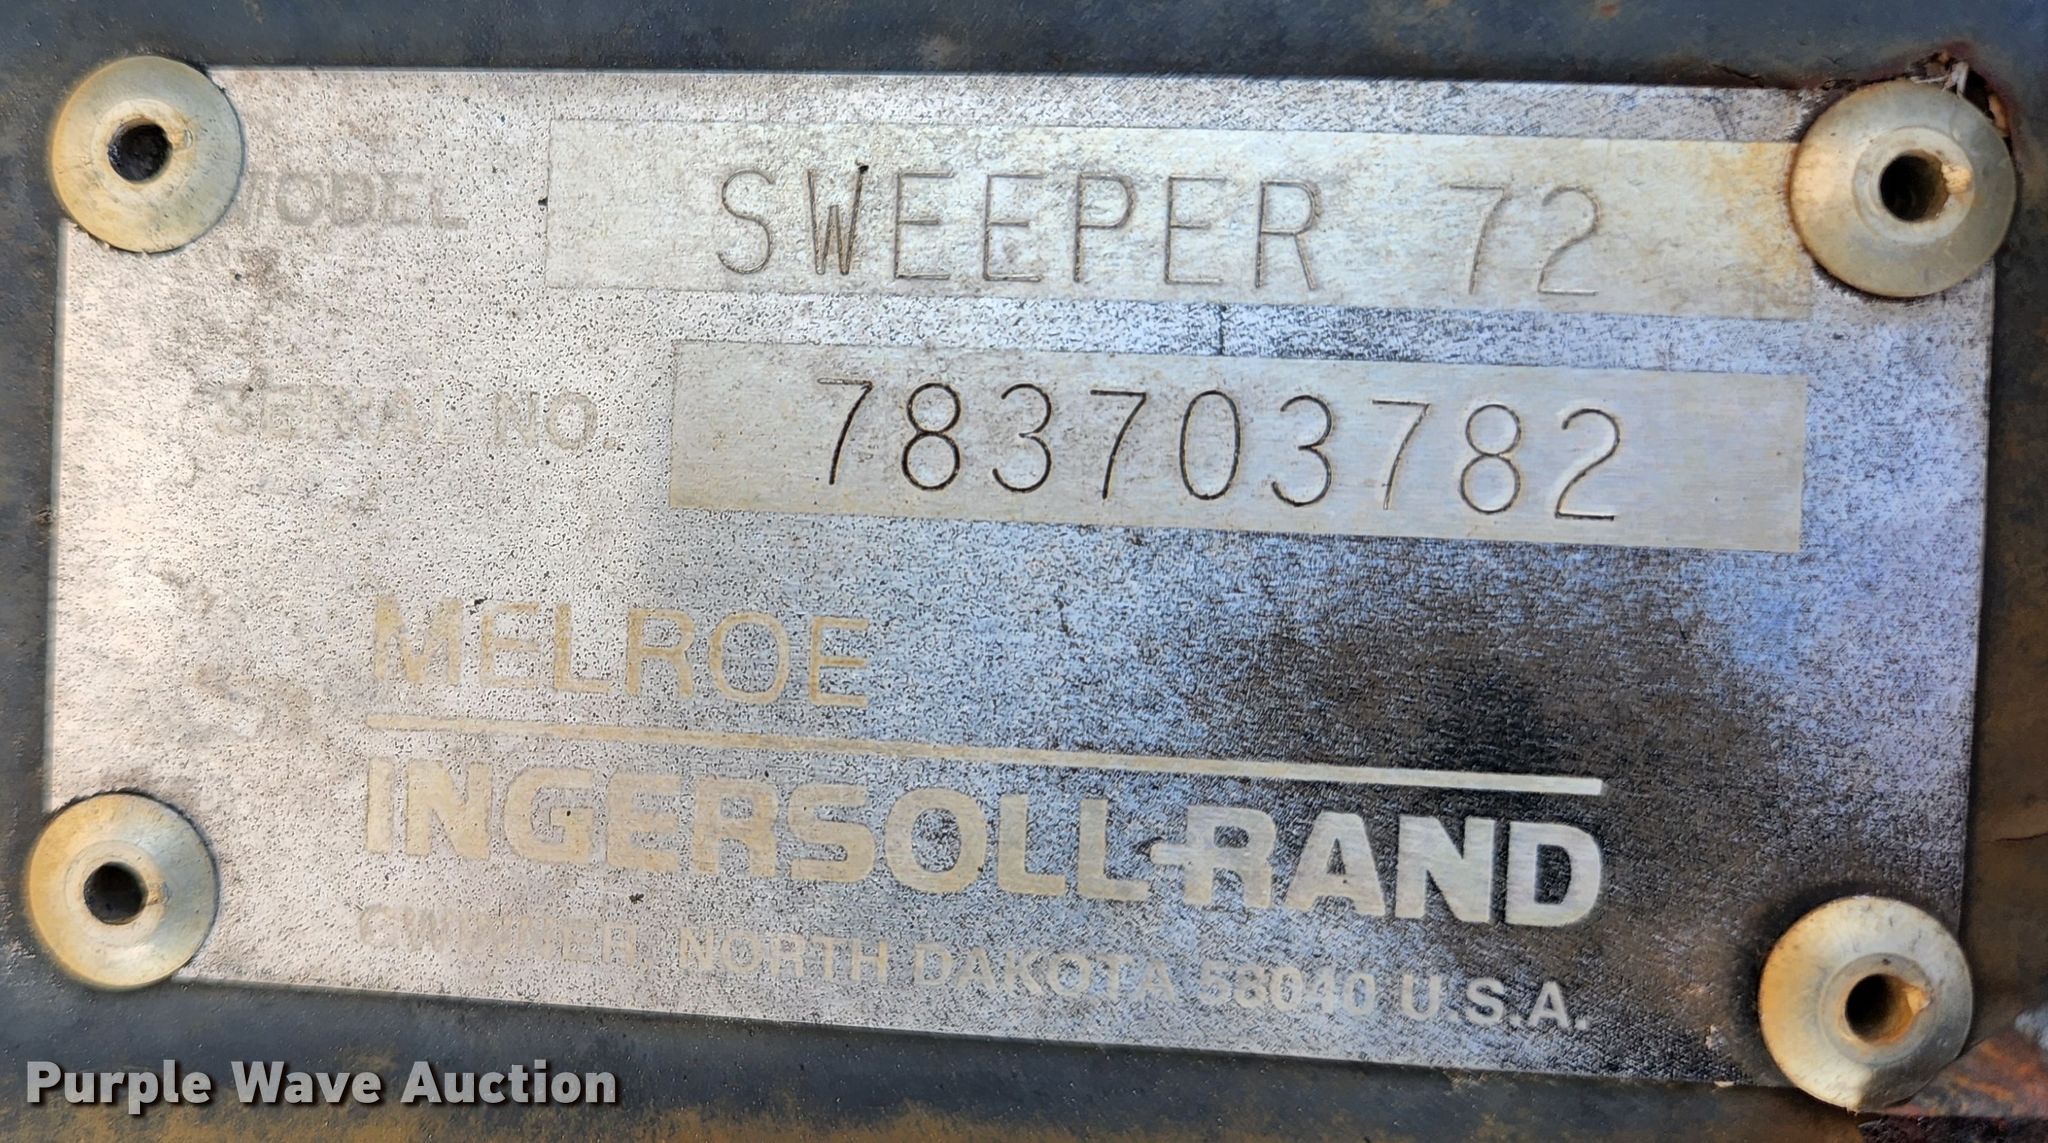 MODEL SWEEPER 72
SERIAL NO. 783703782
MELROE
INGERSOLL-RAND
GWINNER, NORTH DAKOTA 58040 U.S.A.
Purple Wave Auction